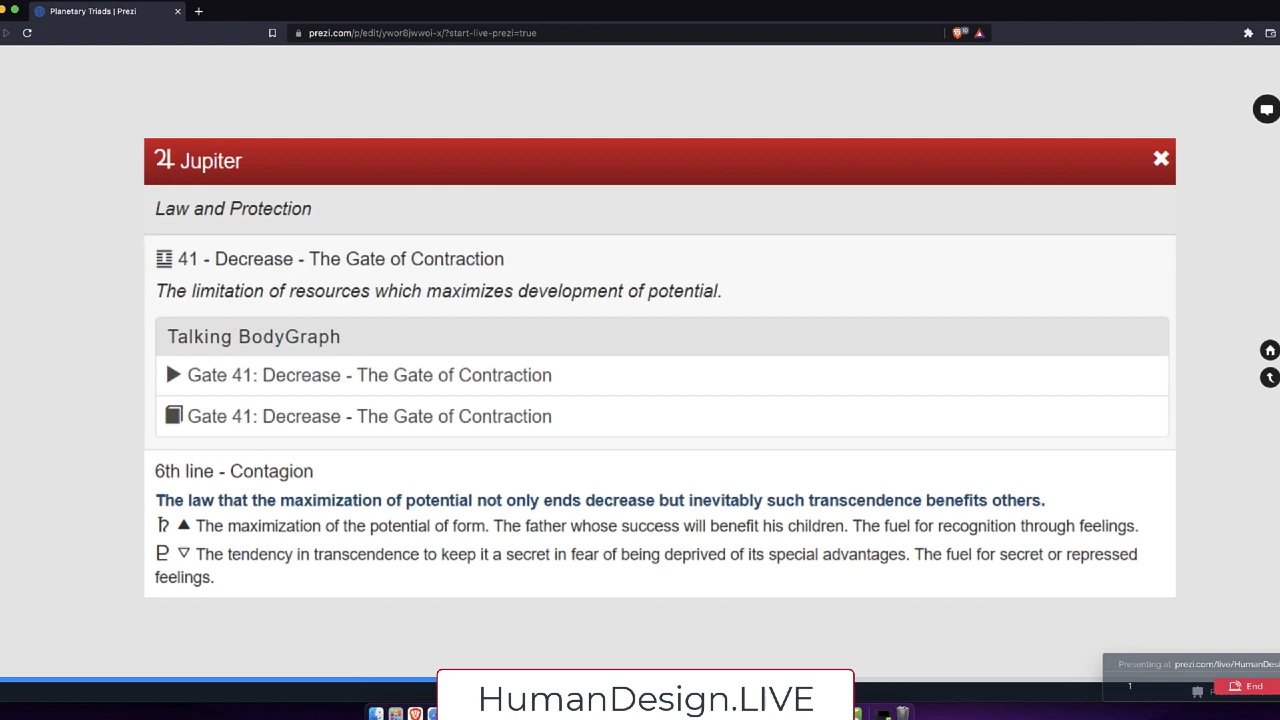 Planetary Triads | Prezi
prezi.com/p/edit/ywor8jwwoi-x/?start-live-prezi=true
♃ Jupiter
Law and Protection
41 - Decrease - The Gate of Contraction
The limitation of resources which maximizes development of potential.
Talking BodyGraph
Gate 41: Decrease - The Gate of Contraction
Gate 41: Decrease - The Gate of Contraction
6th line - Contagion
The law that the maximization of potential not only ends decrease but inevitably such transcendence benefits others.
♄ ▲ The maximization of the potential of form. The father whose success will benefit his children. The fuel for recognition through feelings.
♇ ▽ The tendency in transcendence to keep it a secret in fear of being deprived of its special advantages. The fuel for secret or repressed
feelings.
Presenting at prezi.com/live/HumanDesi
1
End
HumanDesign.LIVE